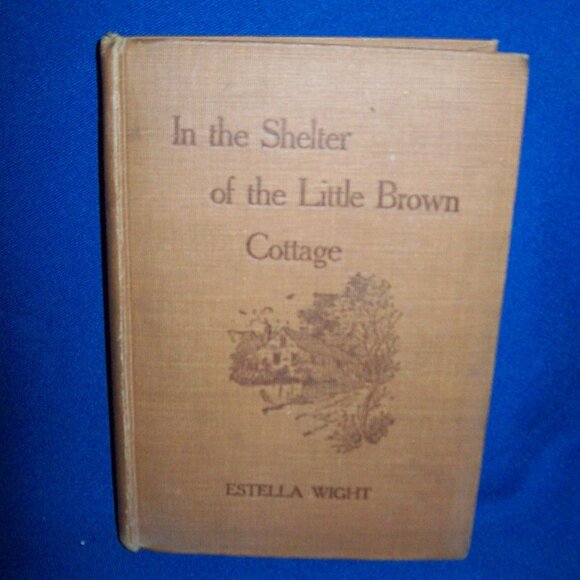 In the Shelter
of the Little Brown
Cottage
ESTELLA WIGHT